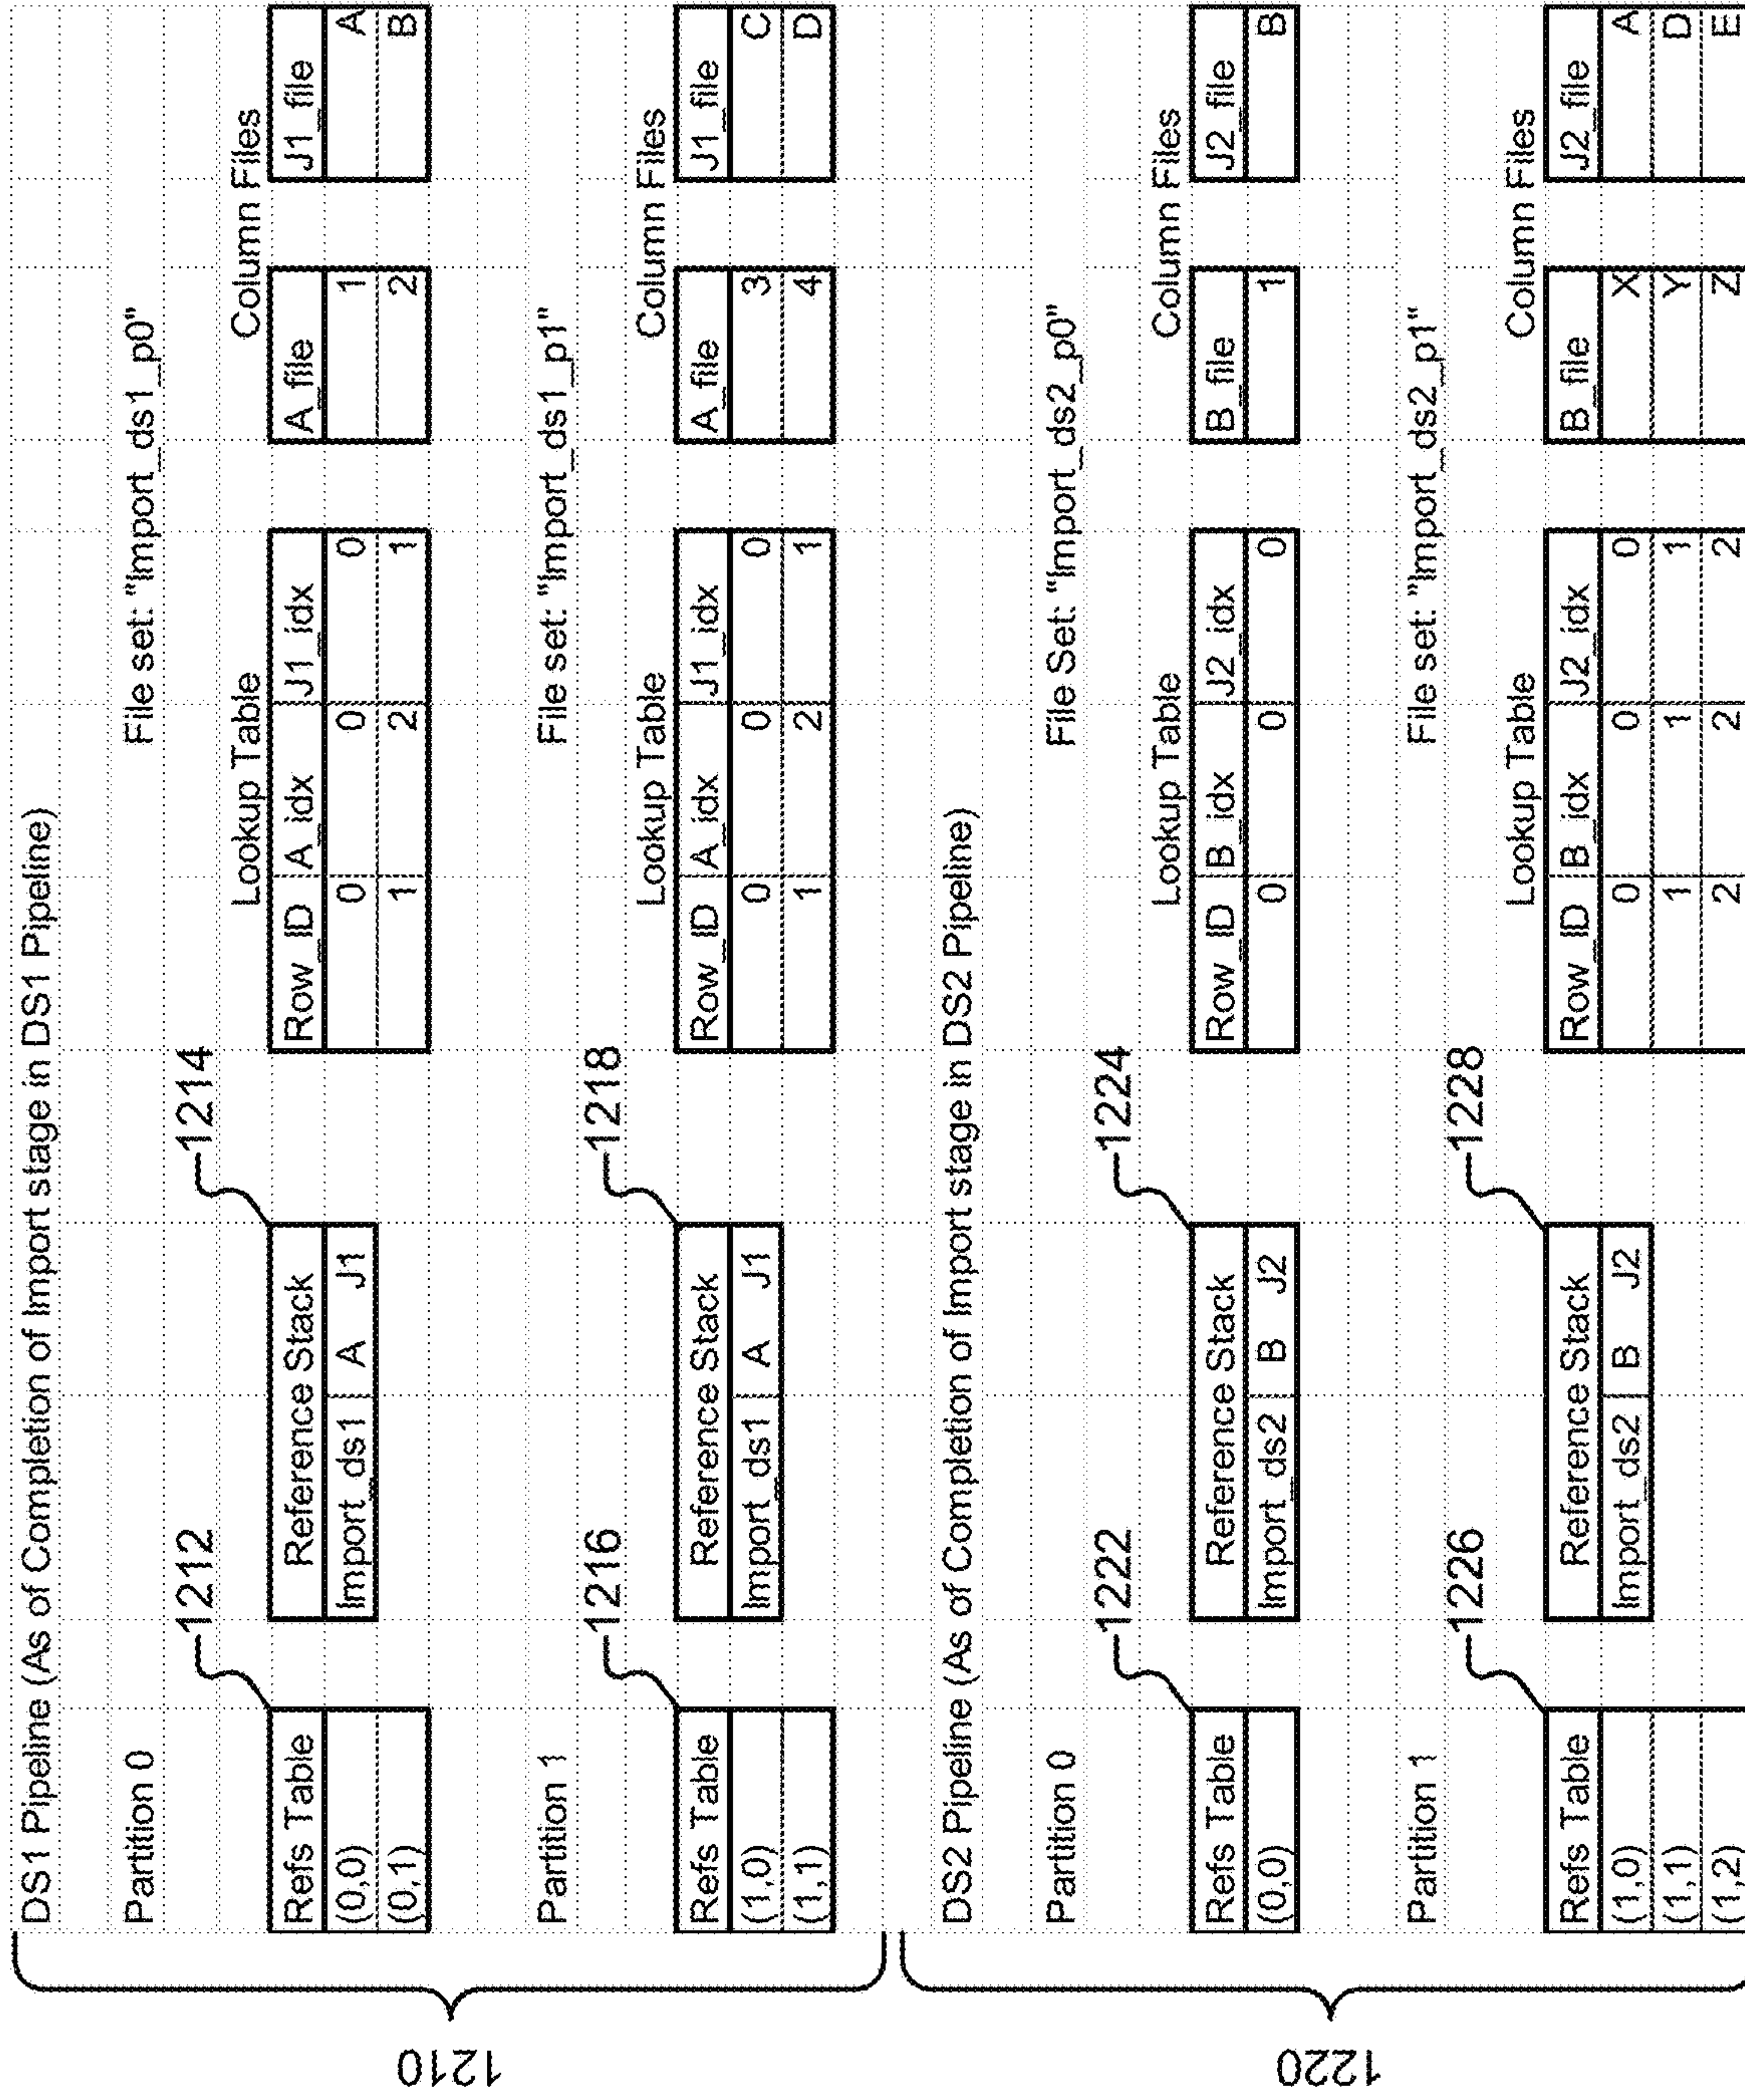 DS1 Pipeline (As of Completion of Import stage in DS1 Pipeline)
1210
Partition 0
File set: "Import_ds1_p0"
1212
1214
Lookup Table
Column Files
Refs Table
Reference Stack
Row_ID A_idx J1_idx
A_file
J1_file
(0,0)
Import_ds1 A J1
0 0 0
1
A
(0,1)
1 2 1
2
B
Partition 1
File set: "Import_ds1_p1"
1216
1218
Lookup Table
Column Files
Refs Table
Reference Stack
Row_ID A_idx J1_idx
A_file
J1_file
(1,0)
Import_ds1 A J1
0 0 0
3
C
(1,1)
1 2 1
4
D
DS2 Pipeline (As of Completion of Import stage in DS2 Pipeline)
1220
Partition 0
File Set: "Import_ds2_p0"
1222
1224
Lookup Table
Column Files
Refs Table
Reference Stack
Row_ID B_idx J2_idx
B_file
J2_file
(0,0)
Import_ds2 B J2
0 0 0
1
B
Partition 1
File set: "Import_ds2_p1"
1226
1228
Lookup Table
Column Files
Refs Table
Reference Stack
Row_ID B_idx J2_idx
B_file
J2_file
(1,0)
Import_ds2 B J2
0 0 0
X
A
(1,1)
1 1 1
Y
D
(1,2)
2 2 2
Z
E